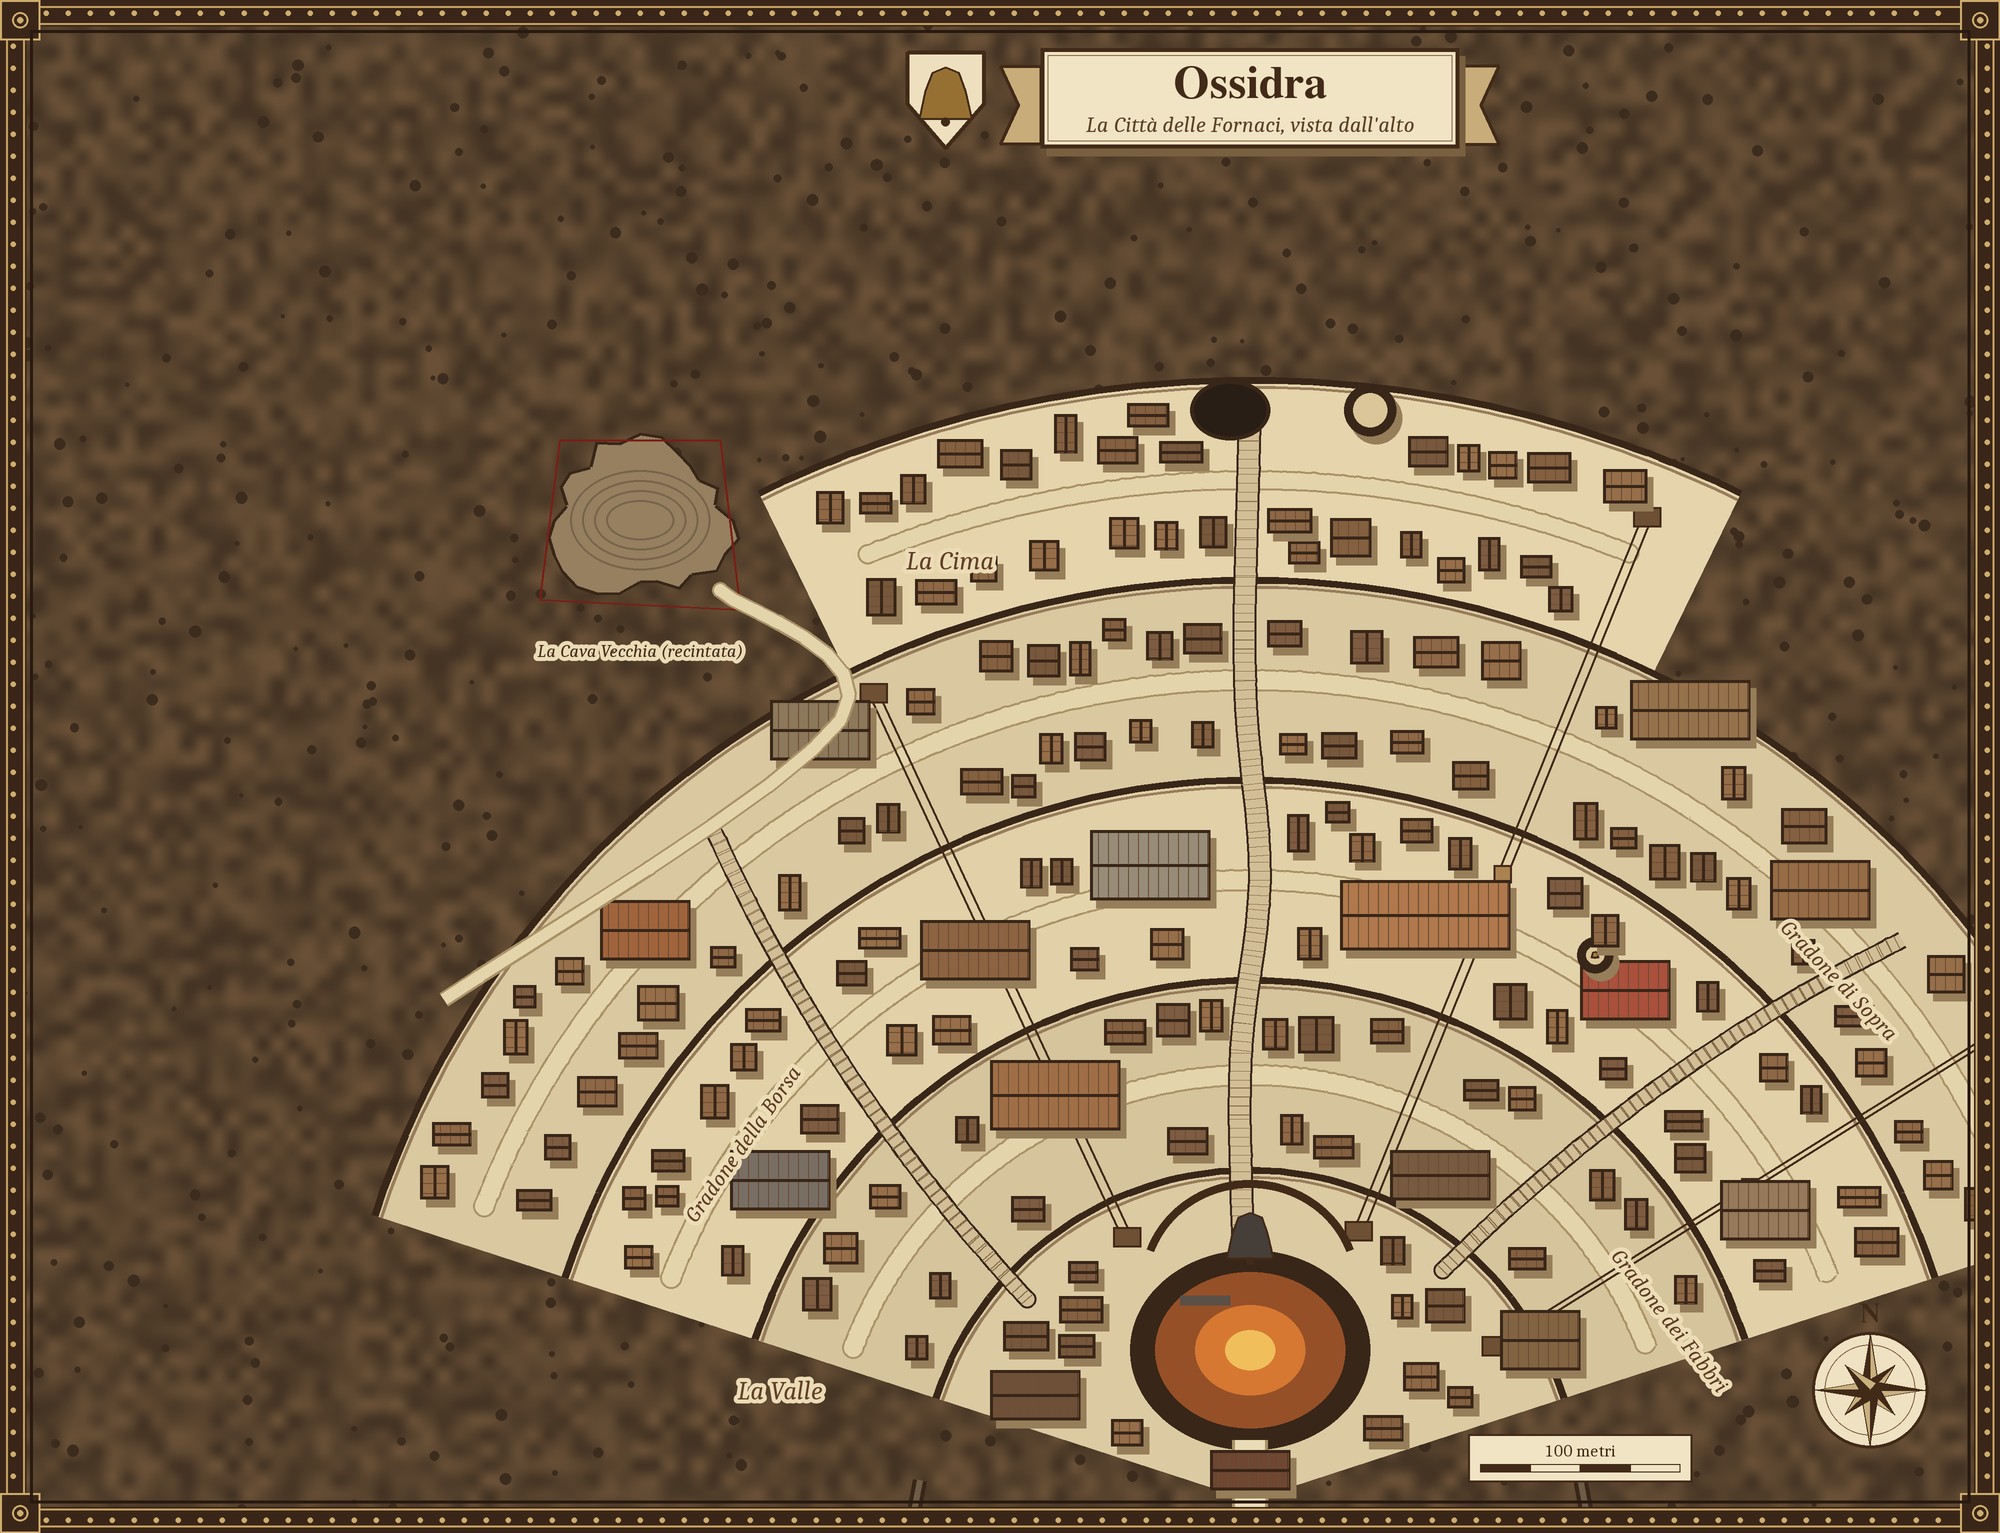 Ossidra
La Città delle Fornaci, vista dall'alto
La Cima
La Cava Vecchia (recintata)
Gradone di Sopra
Gradone della Borsa
Gradone dei Fabbri
La Valle
N
100 metri